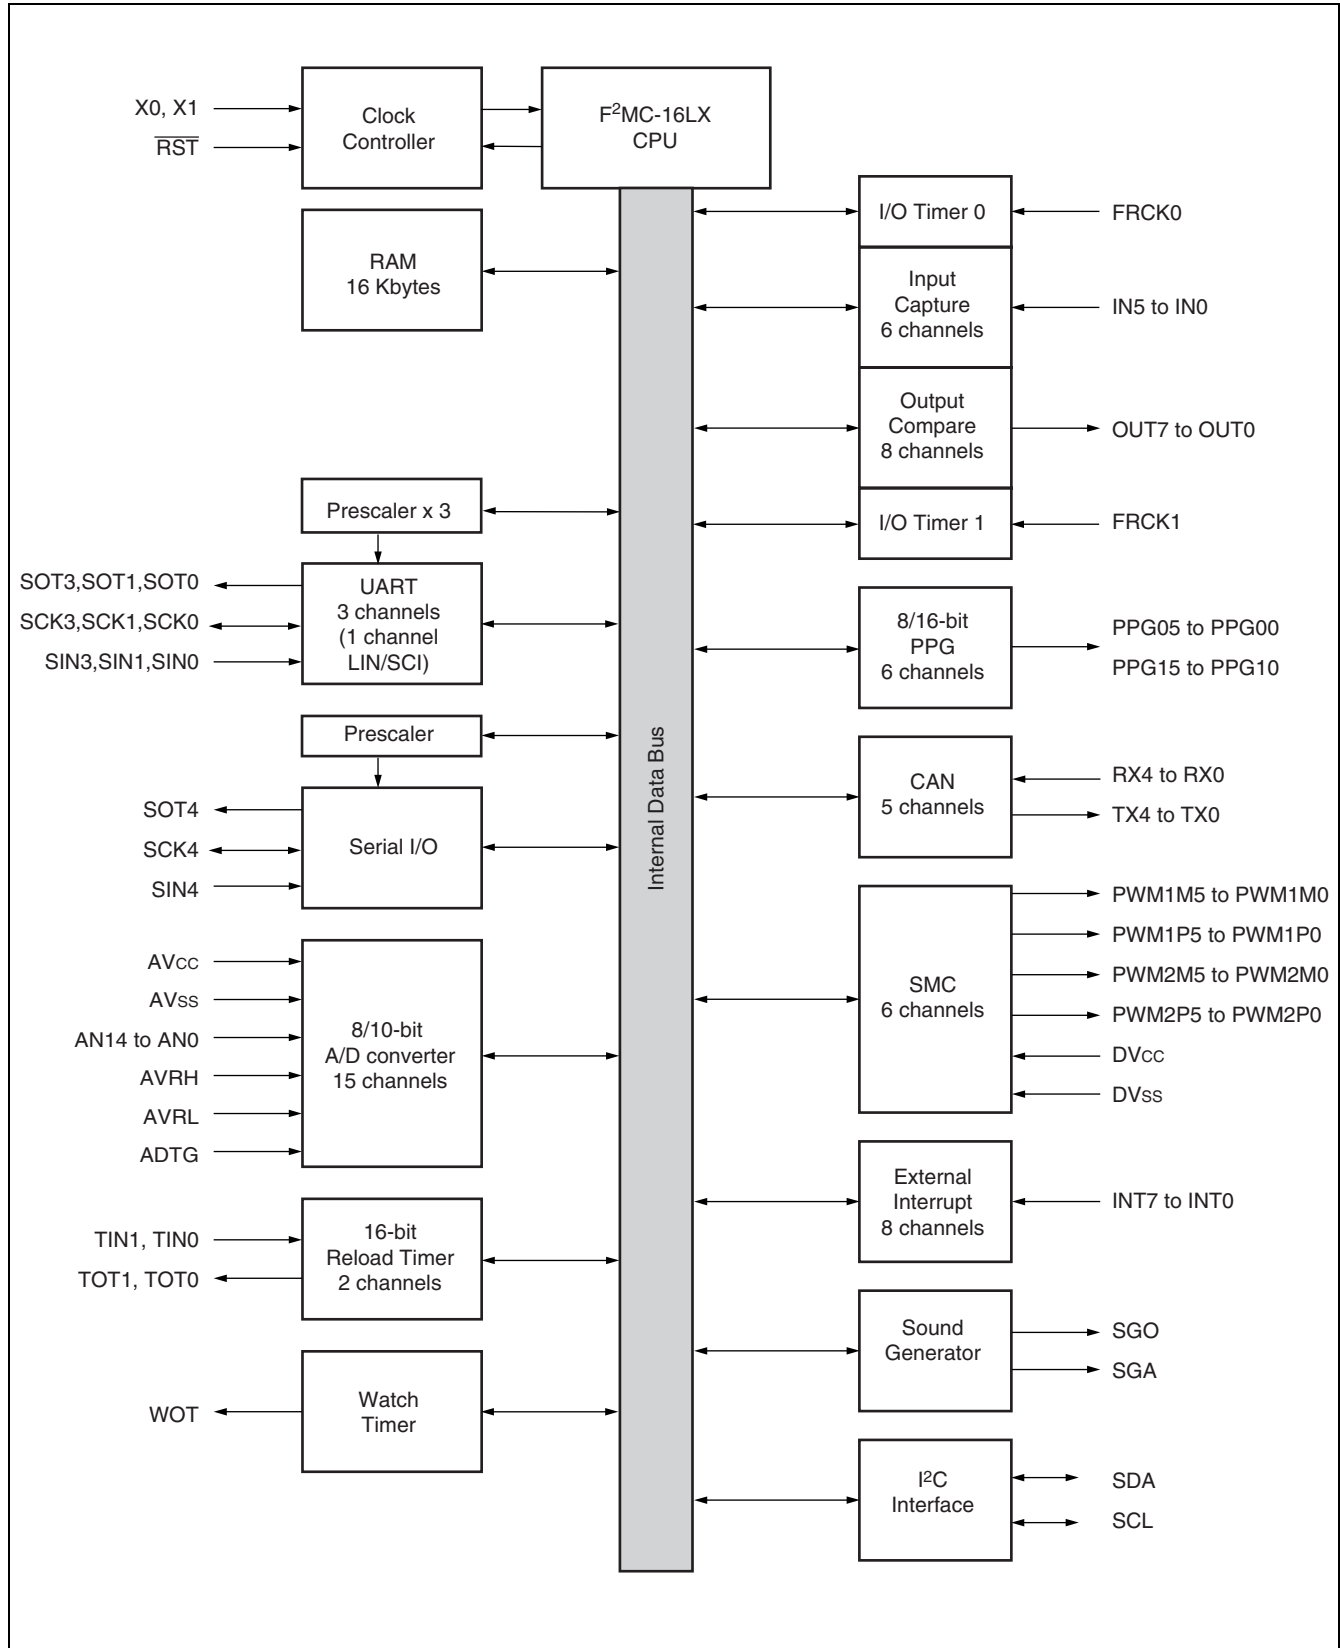 X0, X1
RST
Clock
Controller
F²MC-16LX
CPU
RAM
16 Kbytes
Prescaler x 3
SOT3,SOT1,SOT0
SCK3,SCK1,SCK0
SIN3,SIN1,SIN0
UART
3 channels
(1 channel
LIN/SCI)
Prescaler
SOT4
SCK4
SIN4
Serial I/O
AVCC
AVSS
AN14 to AN0
AVRH
AVRL
ADTG
8/10-bit
A/D converter
15 channels
TIN1, TIN0
TOT1, TOT0
16-bit
Reload Timer
2 channels
WOT
Watch
Timer
Internal Data Bus
I/O Timer 0
FRCK0
Input
Capture
6 channels
IN5 to IN0
Output
Compare
8 channels
OUT7 to OUT0
I/O Timer 1
FRCK1
8/16-bit
PPG
6 channels
PPG05 to PPG00
PPG15 to PPG10
CAN
5 channels
RX4 to RX0
TX4 to TX0
SMC
6 channels
PWM1M5 to PWM1M0
PWM1P5 to PWM1P0
PWM2M5 to PWM2M0
PWM2P5 to PWM2P0
DVCC
DVSS
External
Interrupt
8 channels
INT7 to INT0
Sound
Generator
SGO
SGA
I²C
Interface
SDA
SCL